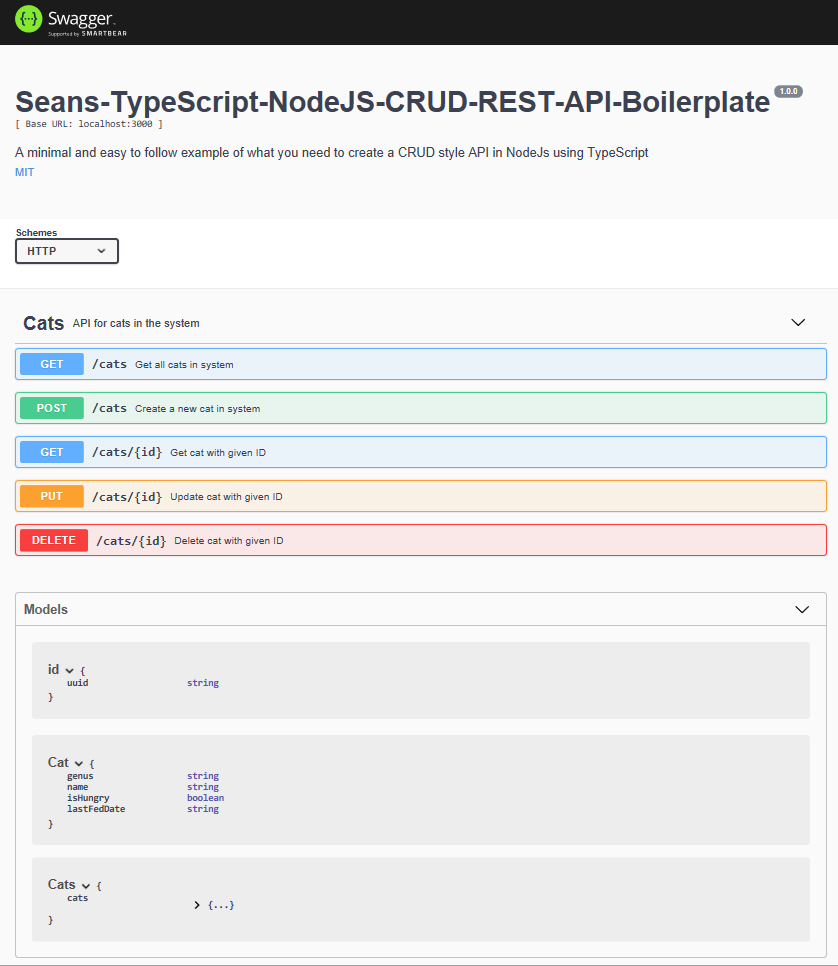 Swagger.
Supported by SMARTBEAR
Seans-TypeScript-NodeJS-CRUD-REST-API-Boilerplate 1.0.0
[ Base URL: localhost:3000 ]
A minimal and easy to follow example of what you need to create a CRUD style API in NodeJs using TypeScript
MIT
Schemes
HTTP
Cats API for cats in the system
GET /cats Get all cats in system
POST /cats Create a new cat in system
GET /cats/{id} Get cat with given ID
PUT /cats/{id} Update cat with given ID
DELETE /cats/{id} Delete cat with given ID
Models
id {
uuid string
}
Cat {
genus string
name string
isHungry boolean
lastFedDate string
}
Cats {
cats
{...}
}